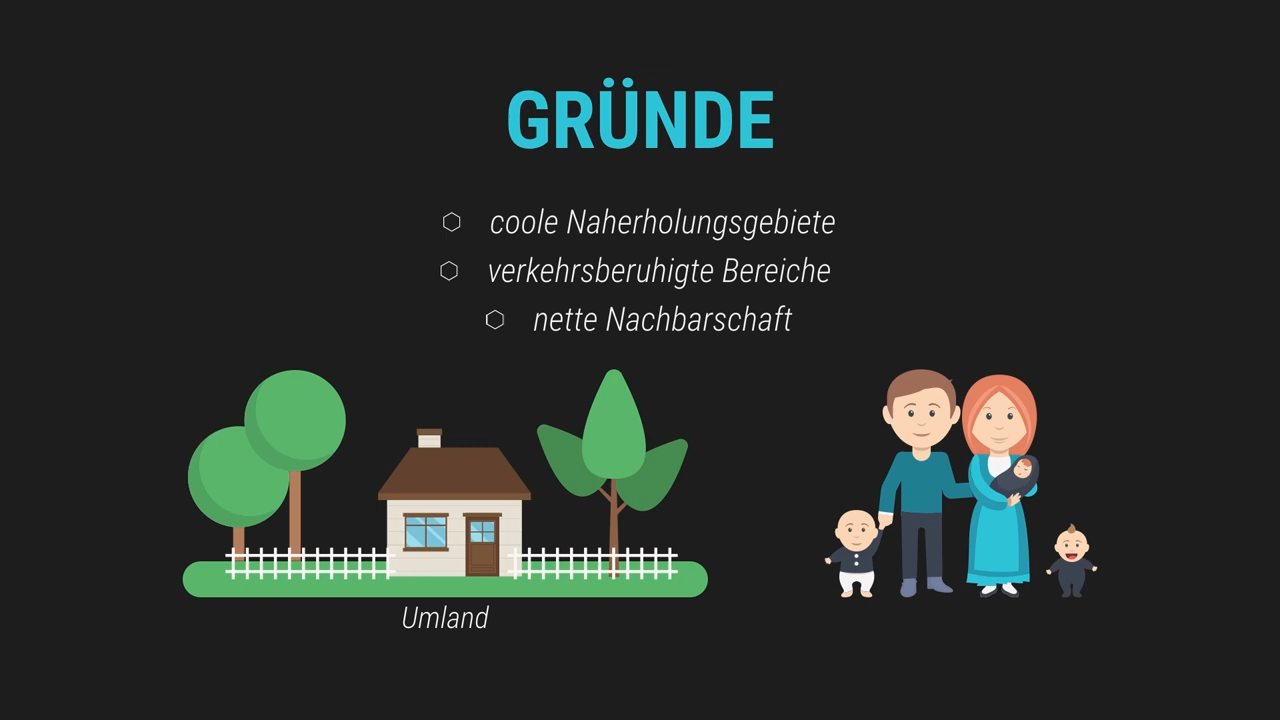 GRÜNDE
coole Naherholungsgebiete
verkehrsberuhigte Bereiche
nette Nachbarschaft
Umland